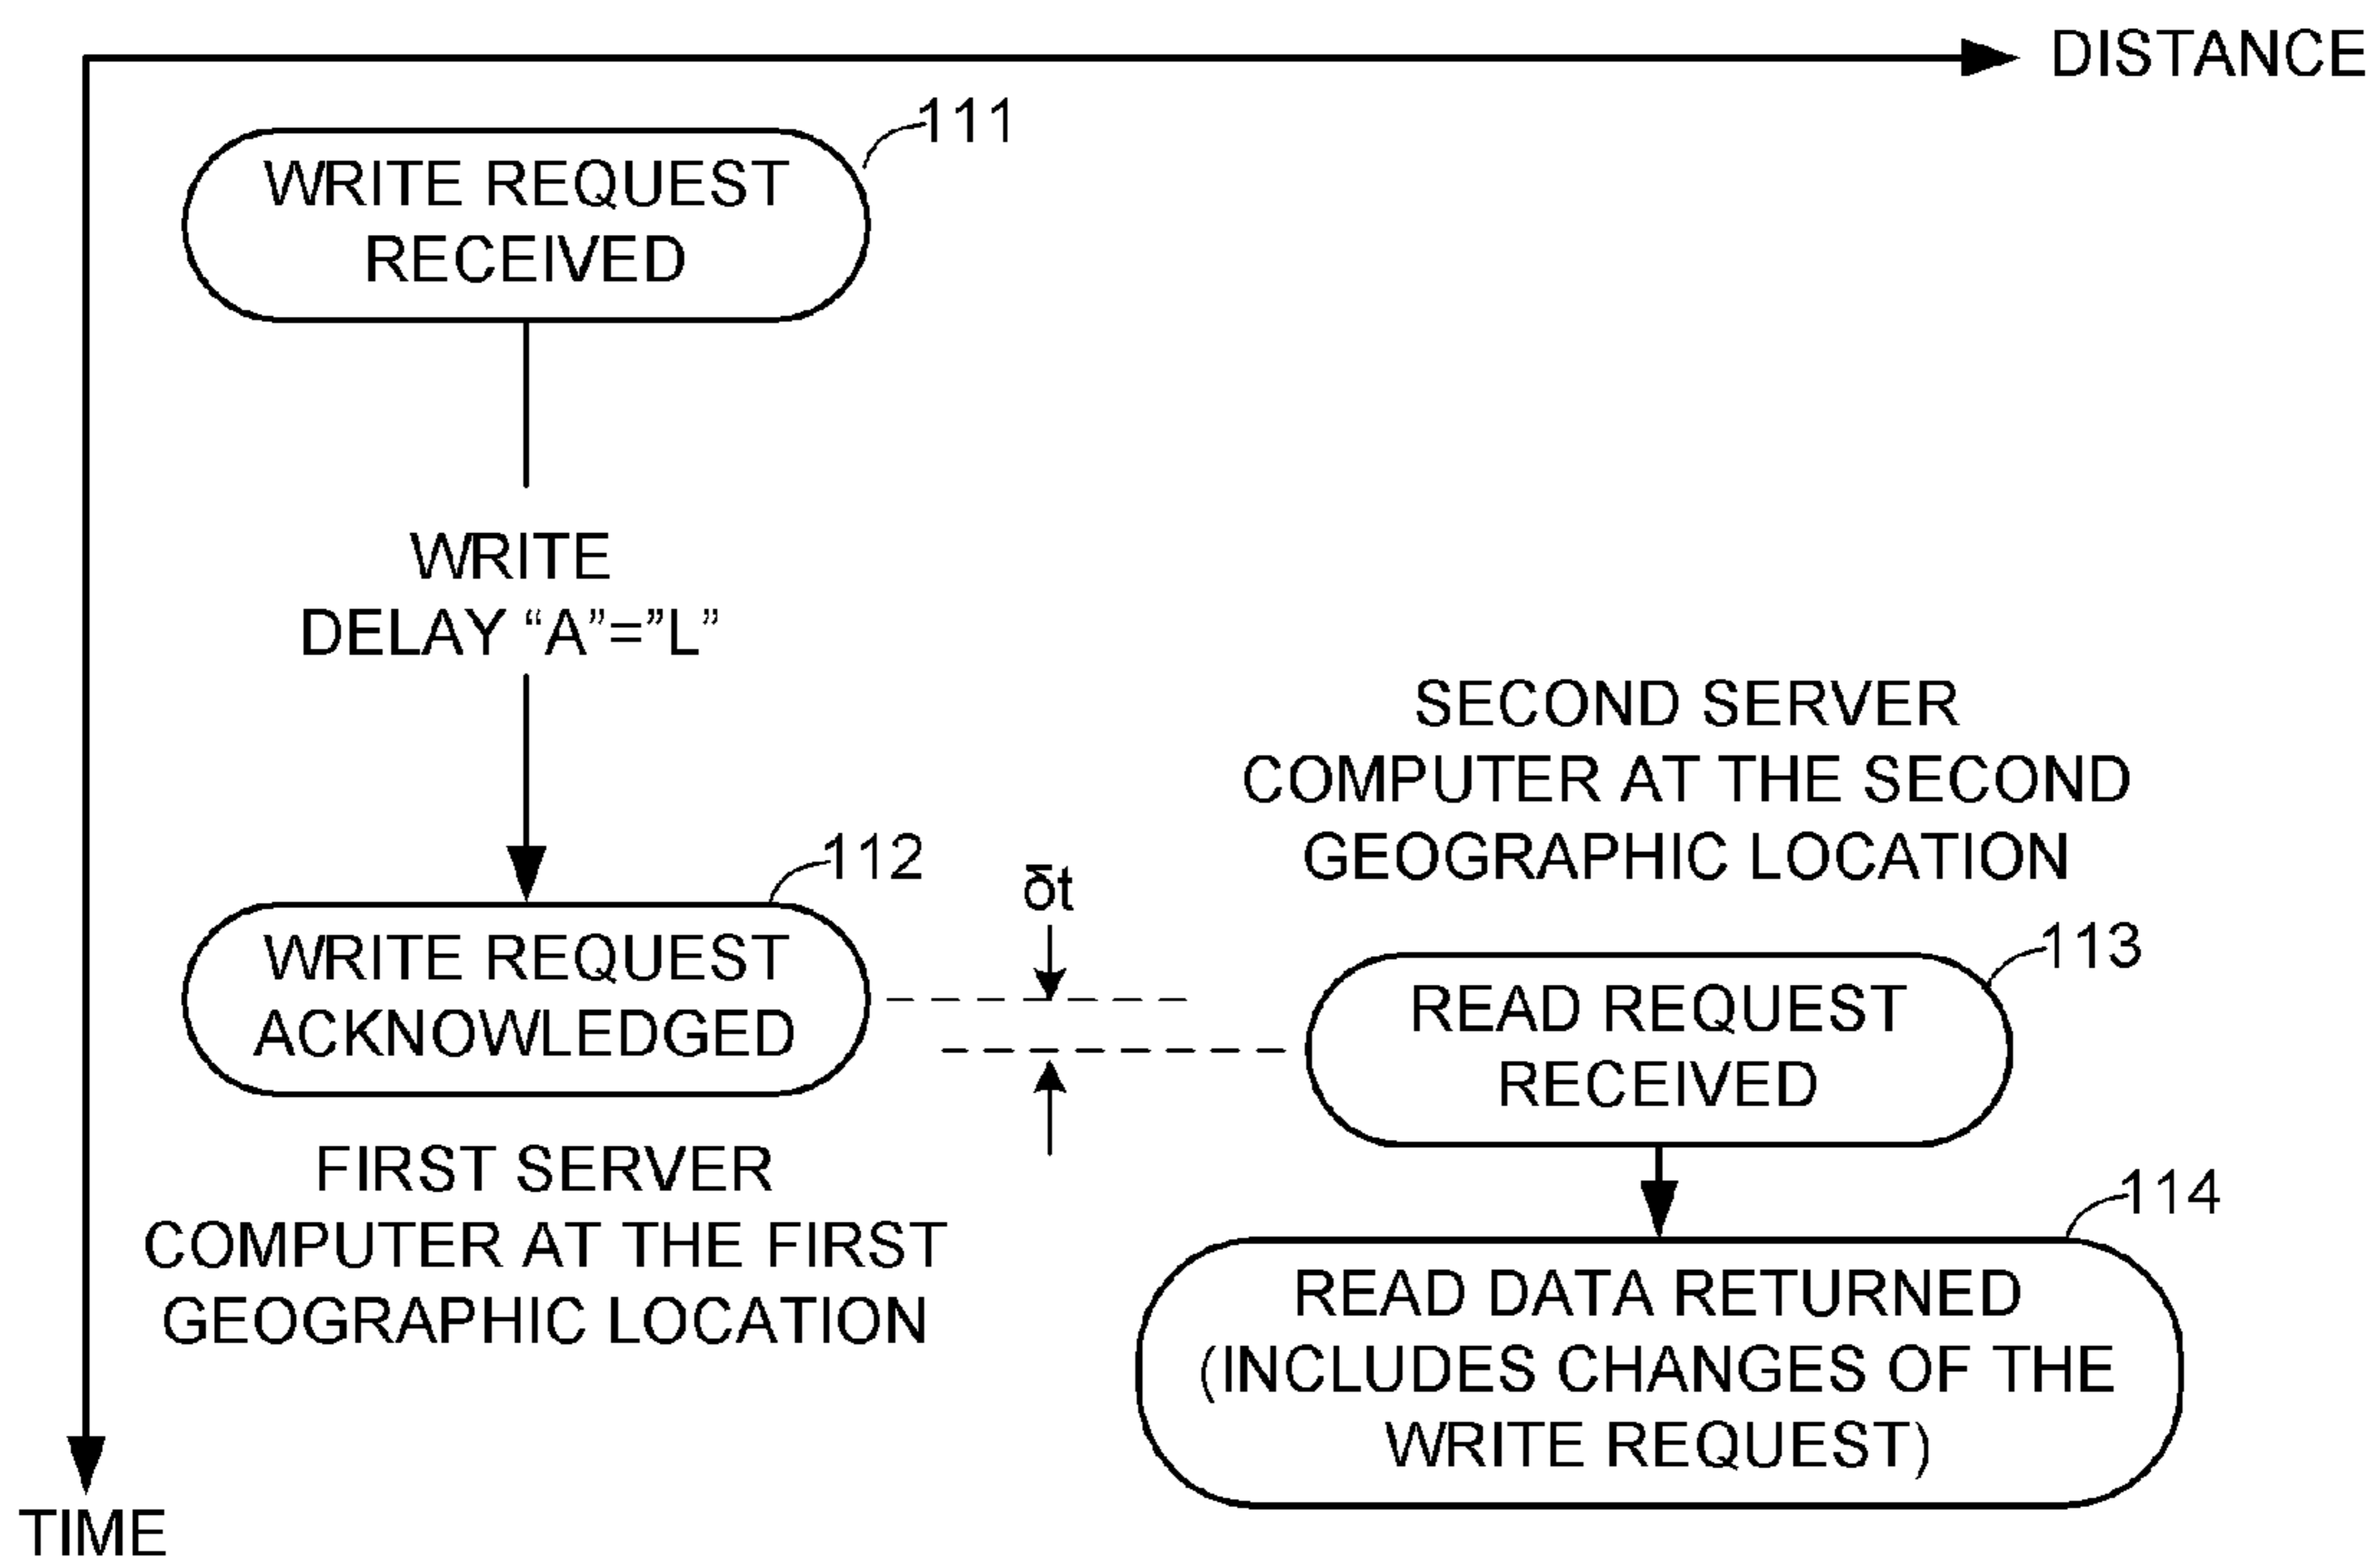 DISTANCE
111
WRITE REQUEST
RECEIVED
WRITE
DELAY “A”=”L”
SECOND SERVER
COMPUTER AT THE SECOND
GEOGRAPHIC LOCATION
112
δt
WRITE REQUEST
ACKNOWLEDGED
113
READ REQUEST
RECEIVED
FIRST SERVER
COMPUTER AT THE FIRST
GEOGRAPHIC LOCATION
114
READ DATA RETURNED
(INCLUDES CHANGES OF THE
WRITE REQUEST)
TIME